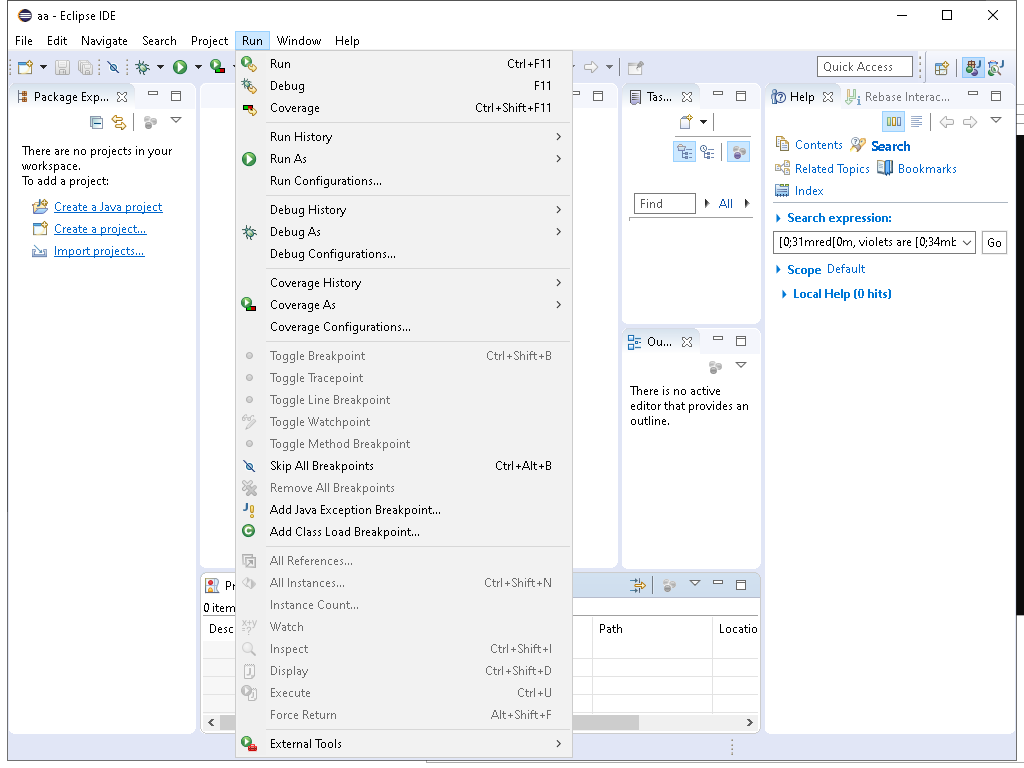 aa - Eclipse IDE
File Edit Navigate Search Project Run Window Help
Quick Access
Package Exp...
There are no projects in your
workspace.
To add a project:
Create a Java project
Create a project...
Import projects...
Run Ctrl+F11
Debug F11
Coverage Ctrl+Shift+F11
Run History
Run As
Run Configurations...
Debug History
Debug As
Debug Configurations...
Coverage History
Coverage As
Coverage Configurations...
Toggle Breakpoint Ctrl+Shift+B
Toggle Tracepoint
Toggle Line Breakpoint
Toggle Watchpoint
Toggle Method Breakpoint
Skip All Breakpoints Ctrl+Alt+B
Remove All Breakpoints
Add Java Exception Breakpoint...
Add Class Load Breakpoint...
All References...
All Instances... Ctrl+Shift+N
Instance Count...
Watch
Inspect Ctrl+Shift+I
Display Ctrl+Shift+D
Execute Ctrl+U
Force Return Alt+Shift+F
External Tools
Tas...
Find All
Ou...
There is no active
editor that provides an
outline.
Help Rebase Interac...
Contents Search
Related Topics Bookmarks
Index
Search expression:
[0;31mred[0m, violets are [0;34mb Go
Scope Default
Local Help (0 hits)
Pr
0 item
Desc Path Locatio